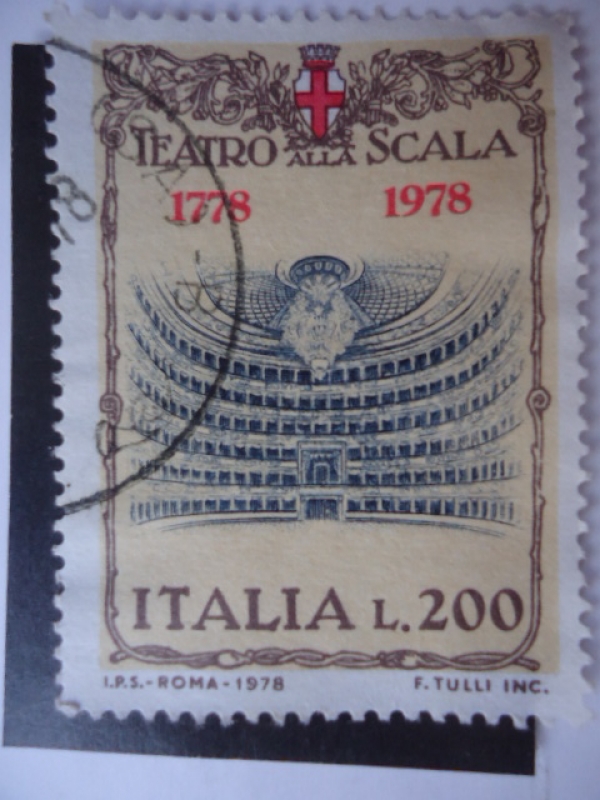 TEATRO ALLA SCALA
1778 1978
ITALIA L.200
I.P.S.-ROMA-1978 F. TULLI INC.